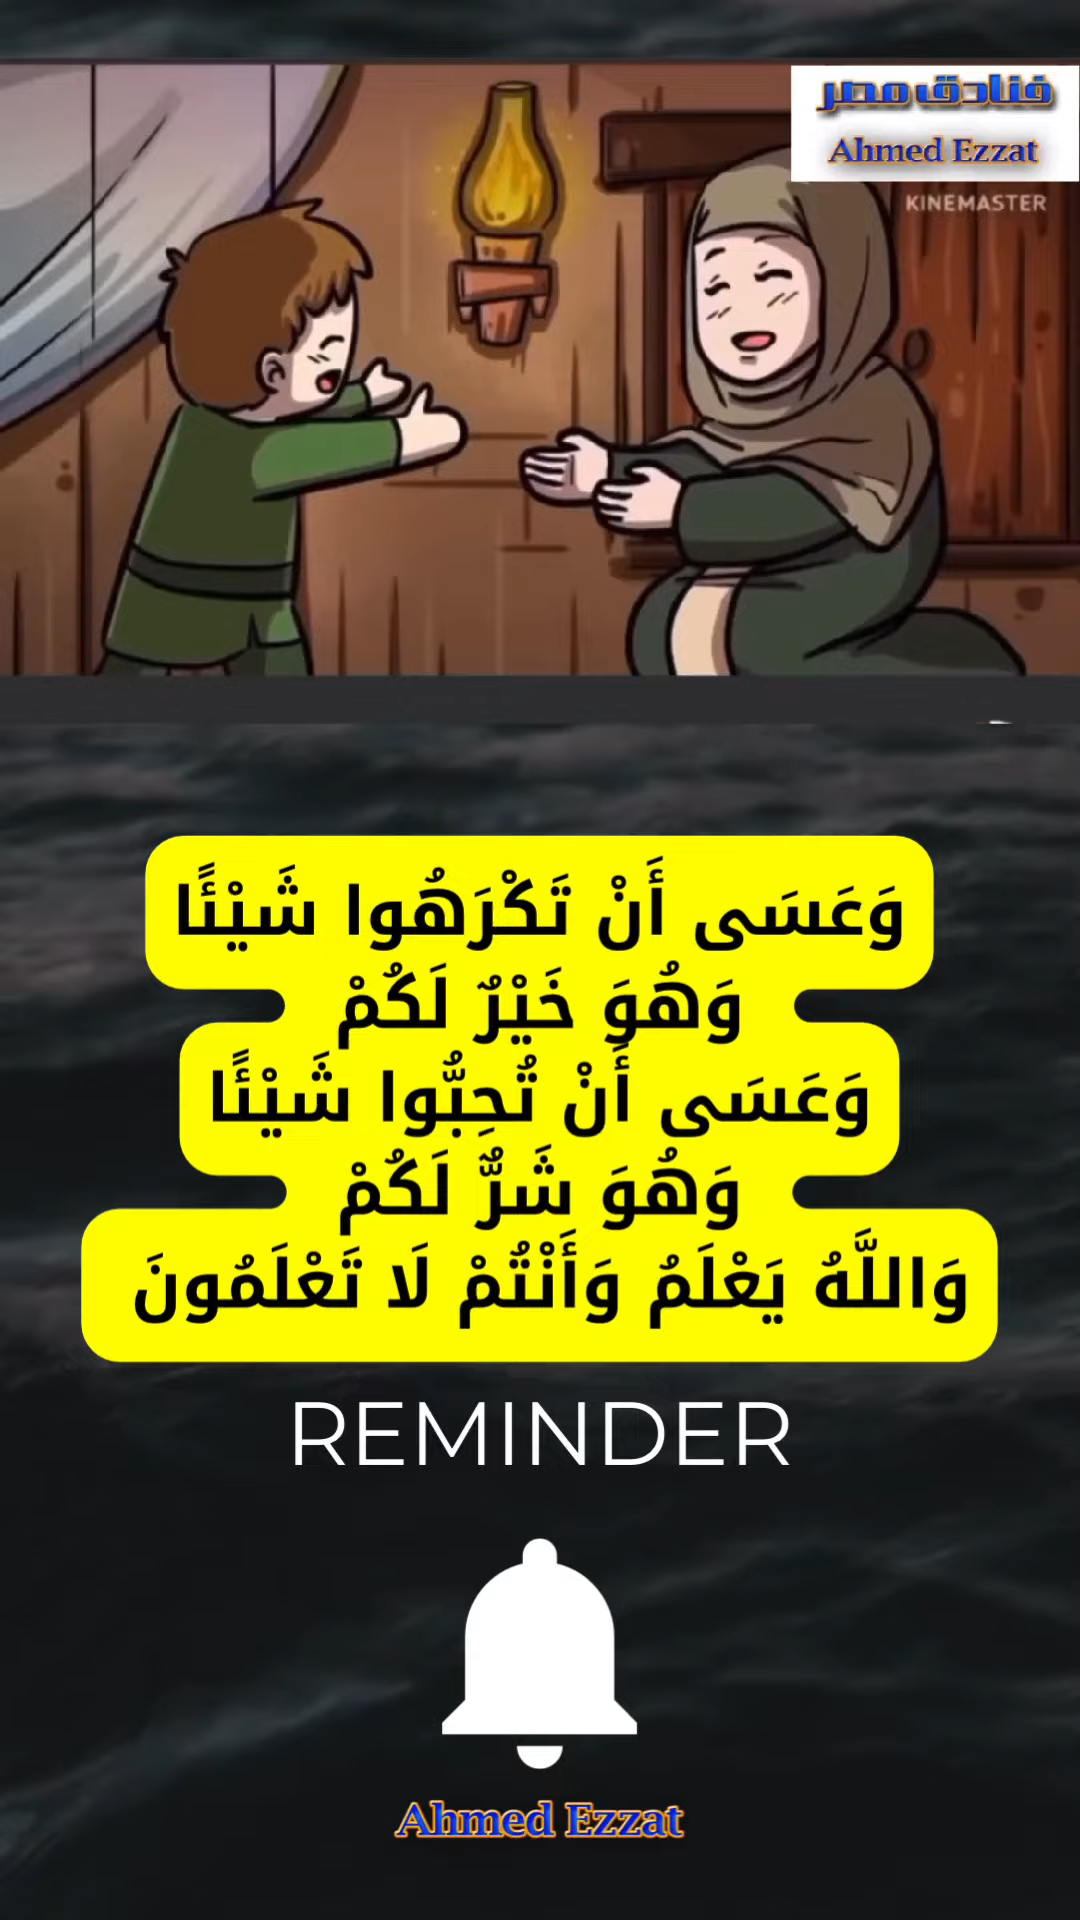 فنادق مصر
Ahmed Ezzat
KINEMASTER
وَعَسَى أَنْ تَكْرَهُوا شَيْئًا
وَهُوَ خَيْرٌ لَكُمْ
وَعَسَى أَنْ تُحِبُّوا شَيْئًا
وَهُوَ شَرٌّ لَكُمْ
وَاللَّهُ يَعْلَمُ وَأَنْتُمْ لَا تَعْلَمُونَ
REMINDER
Ahmed Ezzat